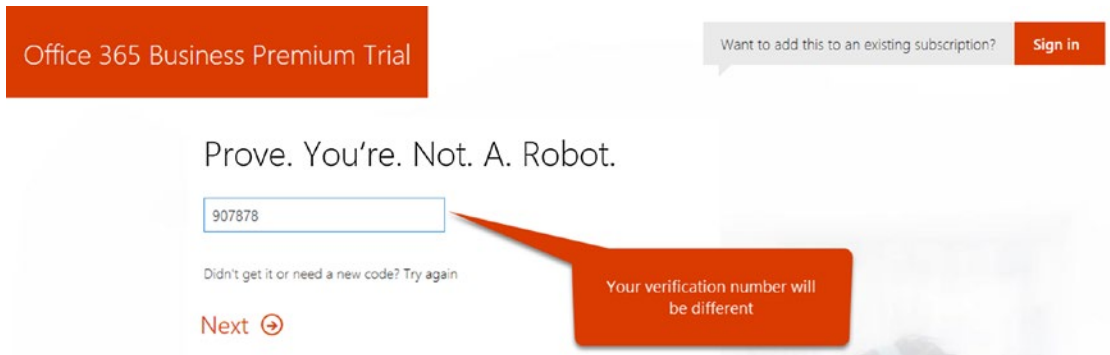 Office 365 Business Premium Trial
Want to add this to an existing subscription?
Sign in
Prove. You're. Not. A. Robot.
907878
Didn't get it or need a new code? Try again
Your verification number will
be different
Next